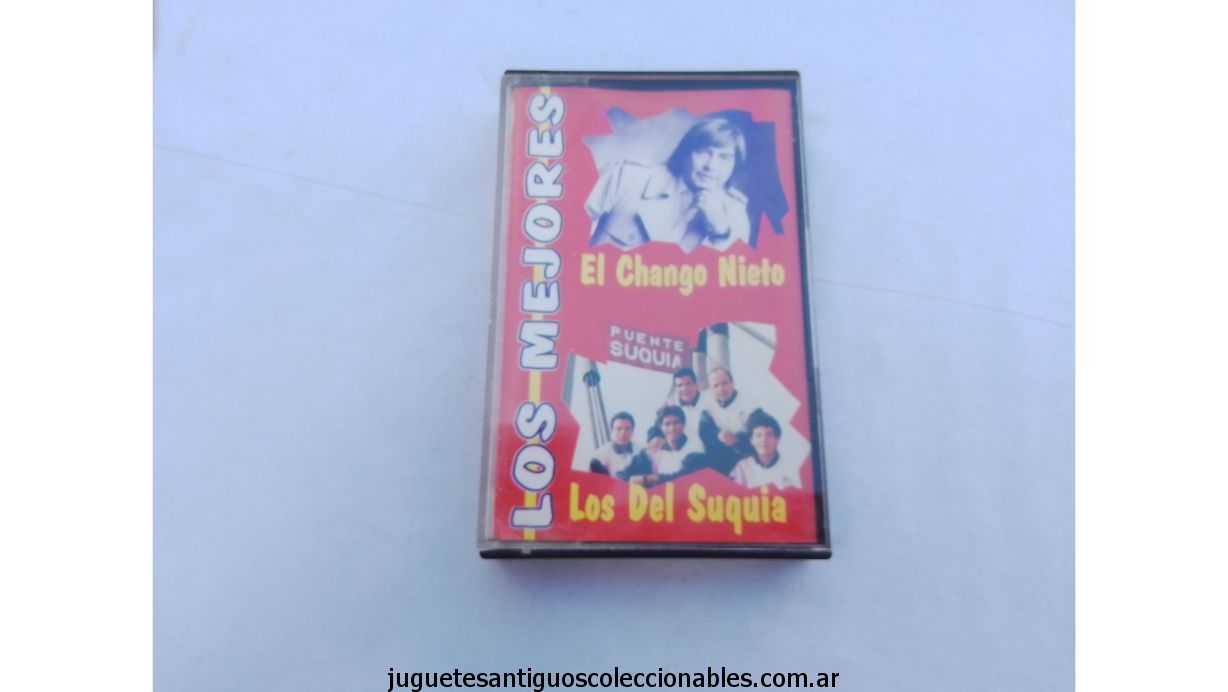 LOS MEJORES
El Chango Nieto
PUENTE
SUQUIA
Los Del Suquia
juguetesantiguoscoleccionables.com.ar